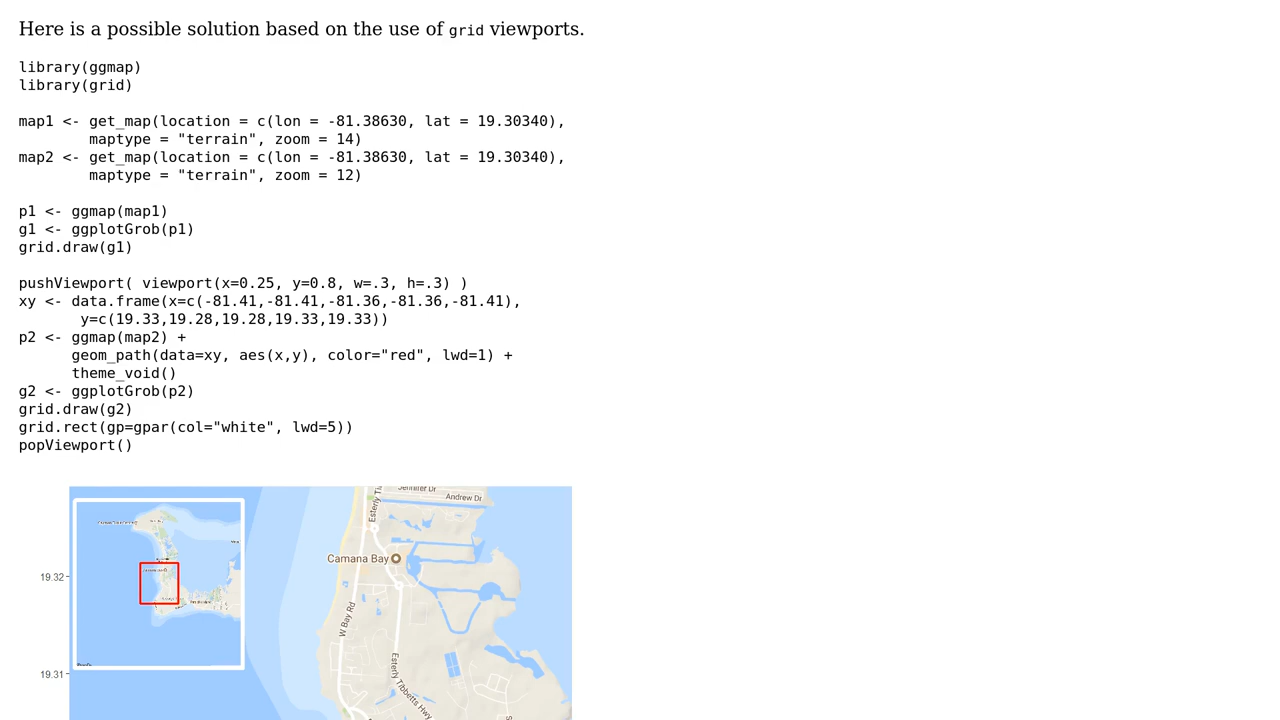 Here is a possible solution based on the use of grid viewports.
library(ggmap)
library(grid)
map1 <- get_map(location = c(lon = -81.38630, lat = 19.30340),
maptype = "terrain", zoom = 14)
map2 <- get_map(location = c(lon = -81.38630, lat = 19.30340),
maptype = "terrain", zoom = 12)
p1 <- ggmap(map1)
g1 <- ggplotGrob(p1)
grid.draw(g1)
pushViewport( viewport(x=0.25, y=0.8, w=.3, h=.3) )
xy <- data.frame(x=c(-81.41,-81.41,-81.36,-81.36,-81.41),
y=c(19.33,19.28,19.28,19.33,19.33))
p2 <- ggmap(map2) +
geom_path(data=xy, aes(x,y), color="red", lwd=1) +
theme_void()
g2 <- ggplotGrob(p2)
grid.draw(g2)
grid.rect(gp=gpar(col="white", lwd=5))
popViewport()
Jennifer Dr
Andrew Dr
Esterly
Camana Bay
19.32
W Bay Rd
Esterly Tibbetts Hwy
19.31